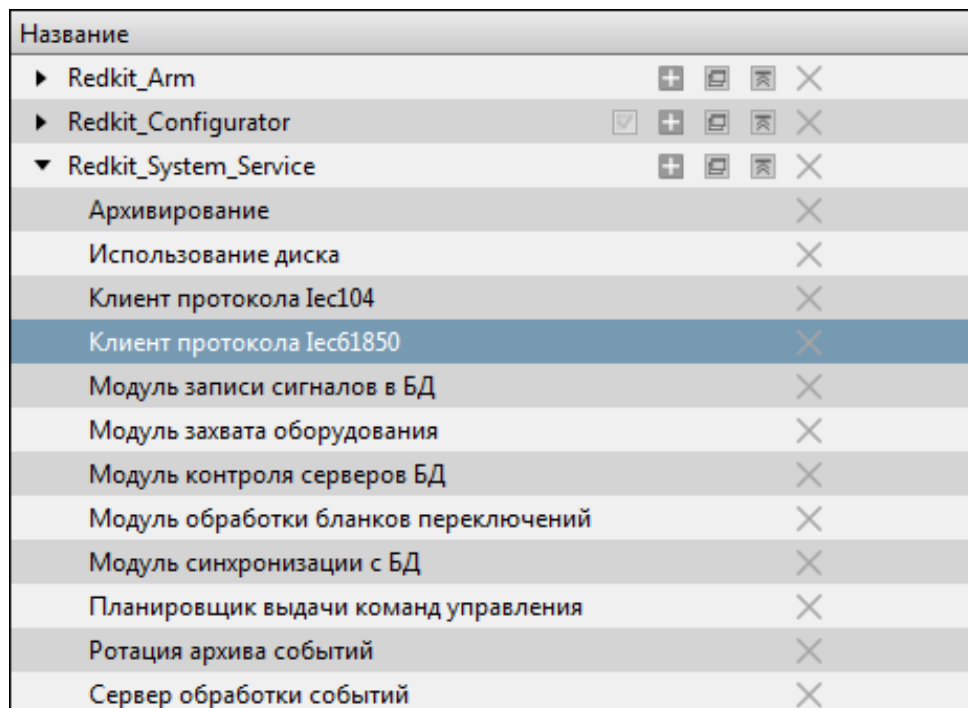 Название
Redkit_Arm
Redkit_Configurator
Redkit_System_Service
Архивирование
Использование диска
Клиент протокола Iec104
Клиент протокола Iec61850
Модуль записи сигналов в БД
Модуль захвата оборудования
Модуль контроля серверов БД
Модуль обработки бланков переключений
Модуль синхронизации с БД
Планировщик выдачи команд управления
Ротация архива событий
Сервер обработки событий